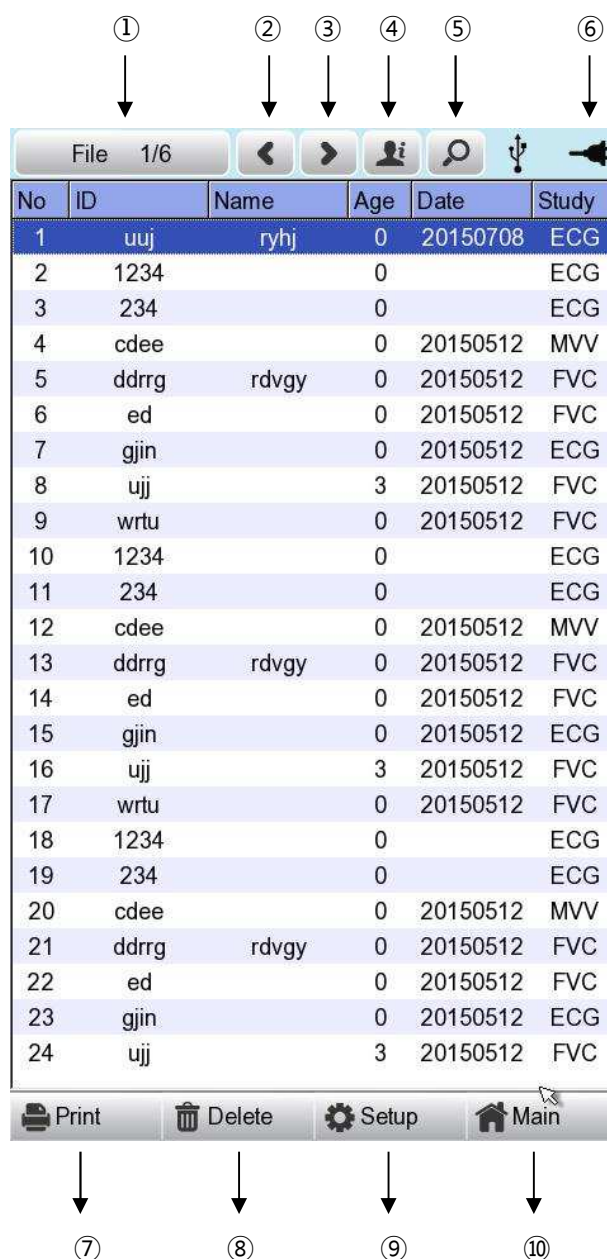 ① ② ③ ④ ⑤ ⑥
File 1/6
No ID Name Age Date Study
1 uuj ryhj 0 20150708 ECG
2 1234 0 ECG
3 234 0 ECG
4 cdee 0 20150512 MVV
5 ddrrg rdvgy 0 20150512 FVC
6 ed 0 20150512 FVC
7 gjin 0 20150512 ECG
8 ujj 3 20150512 FVC
9 wrtu 0 20150512 FVC
10 1234 0 ECG
11 234 0 ECG
12 cdee 0 20150512 MVV
13 ddrrg rdvgy 0 20150512 FVC
14 ed 0 20150512 FVC
15 gjin 0 20150512 ECG
16 ujj 3 20150512 FVC
17 wrtu 0 20150512 FVC
18 1234 0 ECG
19 234 0 ECG
20 cdee 0 20150512 MVV
21 ddrrg rdvgy 0 20150512 FVC
22 ed 0 20150512 FVC
23 gjin 0 20150512 ECG
24 ujj 3 20150512 FVC
Print Delete Setup Main
⑦ ⑧ ⑨ ⑩